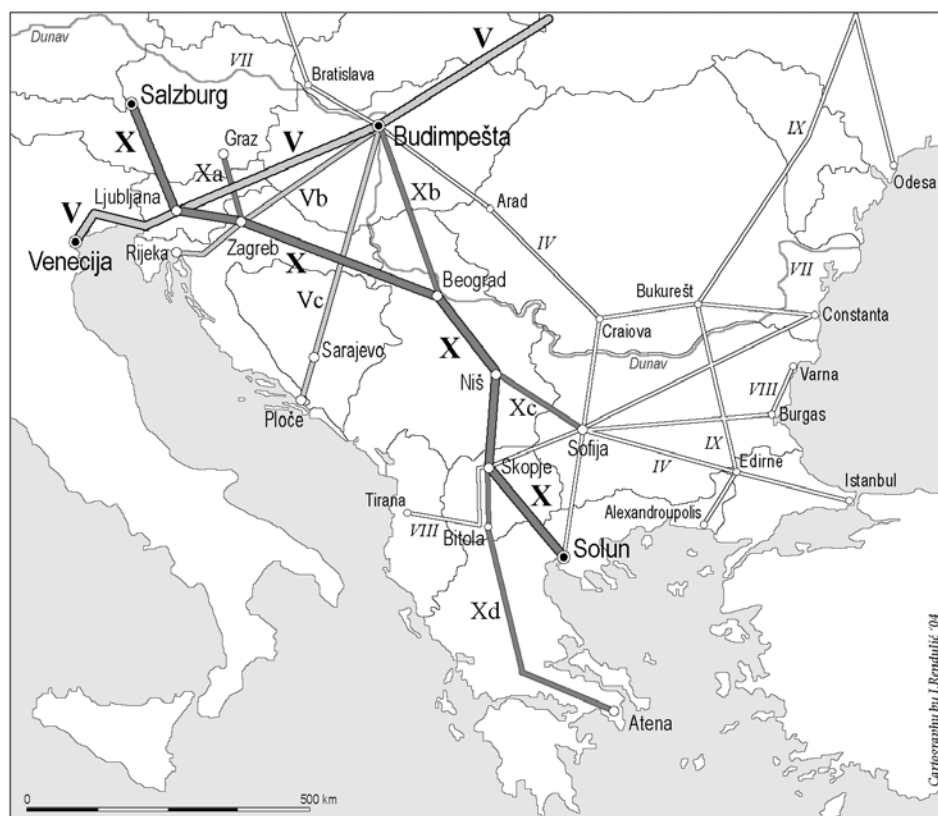 Dunav
V
VII
Bratislava
Salzburg
Budimpešta
IX
X
Graz
V
Odesa
Xa
Vb
Xb
Arad
Ljubljana
V
IV
Venecija
Rijeka
Zagreb
X
Vc
Beograd
VII
Bukurešt
Constanta
Craiova
Sarajevo
X
Dunav
Varna
Niš
VIII
Ploče
Xc
Burgas
Sofija
IX
Skopje
IV
Edirne
Tirana
X
Istanbul
VIII
Bitola
Alexandroupolis
Solun
Xd
Atena
0
500 km
Cartography by I.Rendulić '04